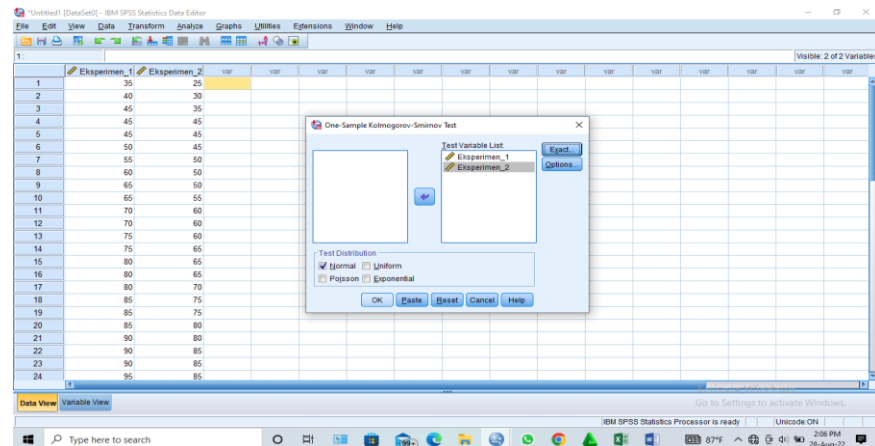 *Untitled1 [DataSet0] - IBM SPSS Statistics Data Editor
File Edit View Data Transform Analyze Graphs Utilities Extensions Window Help
1 :
Visible: 2 of 2 Variables
Eksperimen_1 Eksperimen_2 var var var var var var var var var var var var var
1 35 25
2 40 30
3 45 35
4 45 45
5 45 45
6 50 45
7 55 50
8 60 50
9 65 50
10 65 55
11 70 60
12 70 60
13 75 60
14 75 65
15 80 65
16 80 65
17 80 70
18 85 75
19 85 75
20 85 80
21 90 80
22 90 85
23 90 85
24 95 85
One-Sample Kolmogorov-Smirnov Test
Test Variable List:
Eksperimen_1
Eksperimen_2
Exact...
Options...
Test Distribution
Normal Uniform
Poisson Exponential
OK Paste Reset Cancel Help
Go to Settings to activate Windows.
Data View Variable View
IBM SPSS Statistics Processor is ready Unicode:ON
Type here to search
99+
87°F
2:06 PM
28-Aug-22